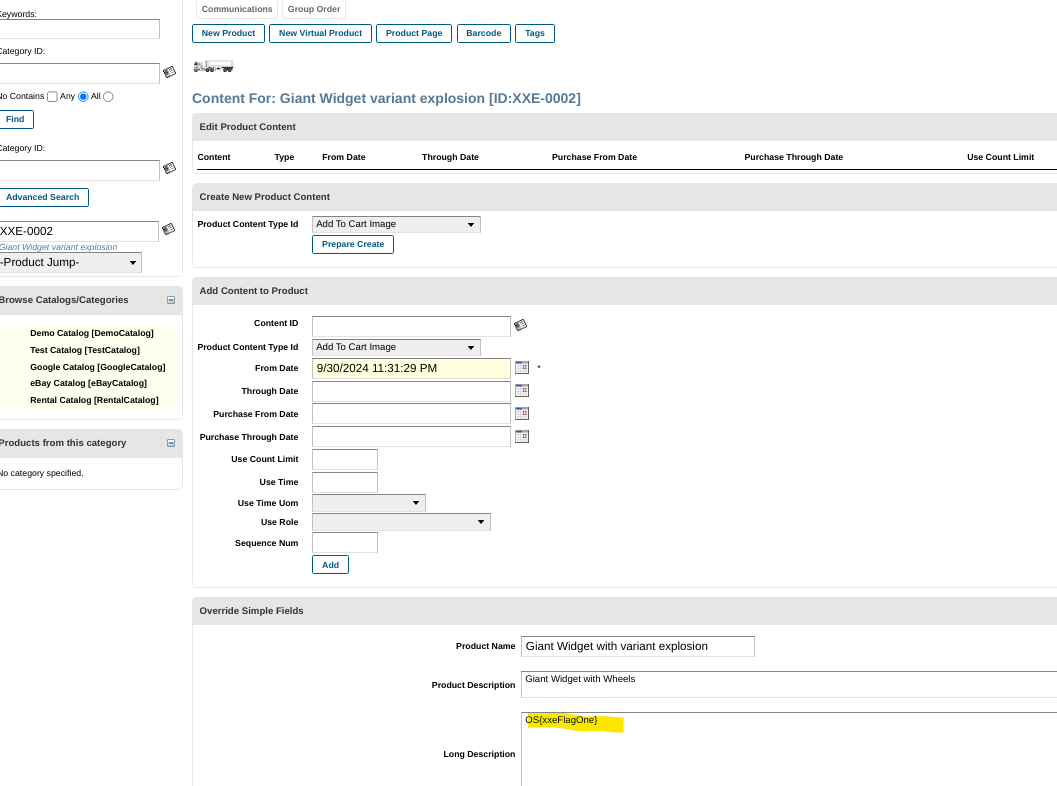 Keywords:
Category ID:
No Contains Any All
Find
Category ID:
Advanced Search
XXE-0002
Giant Widget variant explosion
-Product Jump-
Browse Catalogs/Categories
Demo Catalog [DemoCatalog]
Test Catalog [TestCatalog]
Google Catalog [GoogleCatalog]
eBay Catalog [eBayCatalog]
Rental Catalog [RentalCatalog]
Products from this category
No category specified.
Communications Group Order
New Product New Virtual Product Product Page Barcode Tags
Content For: Giant Widget variant explosion [ID:XXE-0002]
Edit Product Content
Content Type From Date Through Date Purchase From Date Purchase Through Date Use Count Limit
Create New Product Content
Product Content Type Id Add To Cart Image
Prepare Create
Add Content to Product
Content ID
Product Content Type Id Add To Cart Image
From Date 9/30/2024 11:31:29 PM *
Through Date
Purchase From Date
Purchase Through Date
Use Count Limit
Use Time
Use Time Uom
Use Role
Sequence Num
Add
Override Simple Fields
Product Name Giant Widget with variant explosion
Product Description Giant Widget with Wheels
Long Description OS{xxeFlagOne}